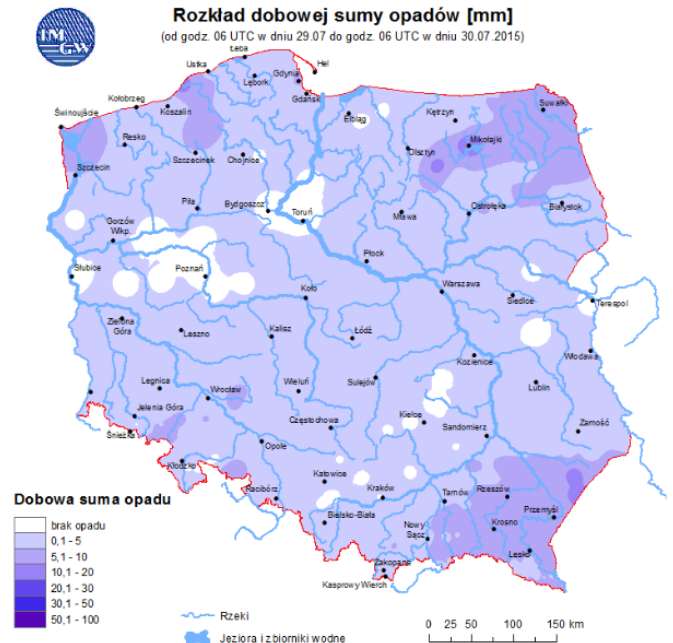 Rozkład dobowej sumy opadów [mm]
(od godz. 06 UTC w dniu 29.07 do godz. 06 UTC w dniu 30.07.2015)
IM
GW
Łeba
Ustka
Hel
Gdynia
Lębork
Gdańsk
Kołobrzeg
Koszalin
Świnoujście
Elbląg
Kętrzyn
Suwałki
Resko
Mikołajki
Olsztyn
Szczecinek
Chojnice
Szczecin
Piła
Bydgoszcz
Toruń
Mława
Ostrołęka
Białystok
Gorzów
Wlkp.
Płock
Słubice
Poznań
Koło
Warszawa
Siedlce
Terespol
Zielona
Góra
Leszno
Kalisz
Łódź
Kozienice
Włodawa
Legnica
Wrocław
Wieluń
Sulejów
Lublin
Jelenia Góra
Śnieżka
Częstochowa
Kielce
Sandomierz
Zamość
Opole
Kłodzko
Katowice
Racibórz
Kraków
Tarnów
Rzeszów
Przemyśl
Bielsko-Biała
Nowy
Sącz
Krosno
Lesko
Zakopane
Kasprowy Wierch
Dobowa suma opadu
brak opadu
0,1 - 5
5,1 - 10
10,1 - 20
20,1 - 30
30,1 - 50
50,1 - 100
Rzeki
Jeziora i zbiorniki wodne
0 25 50 100 150 km